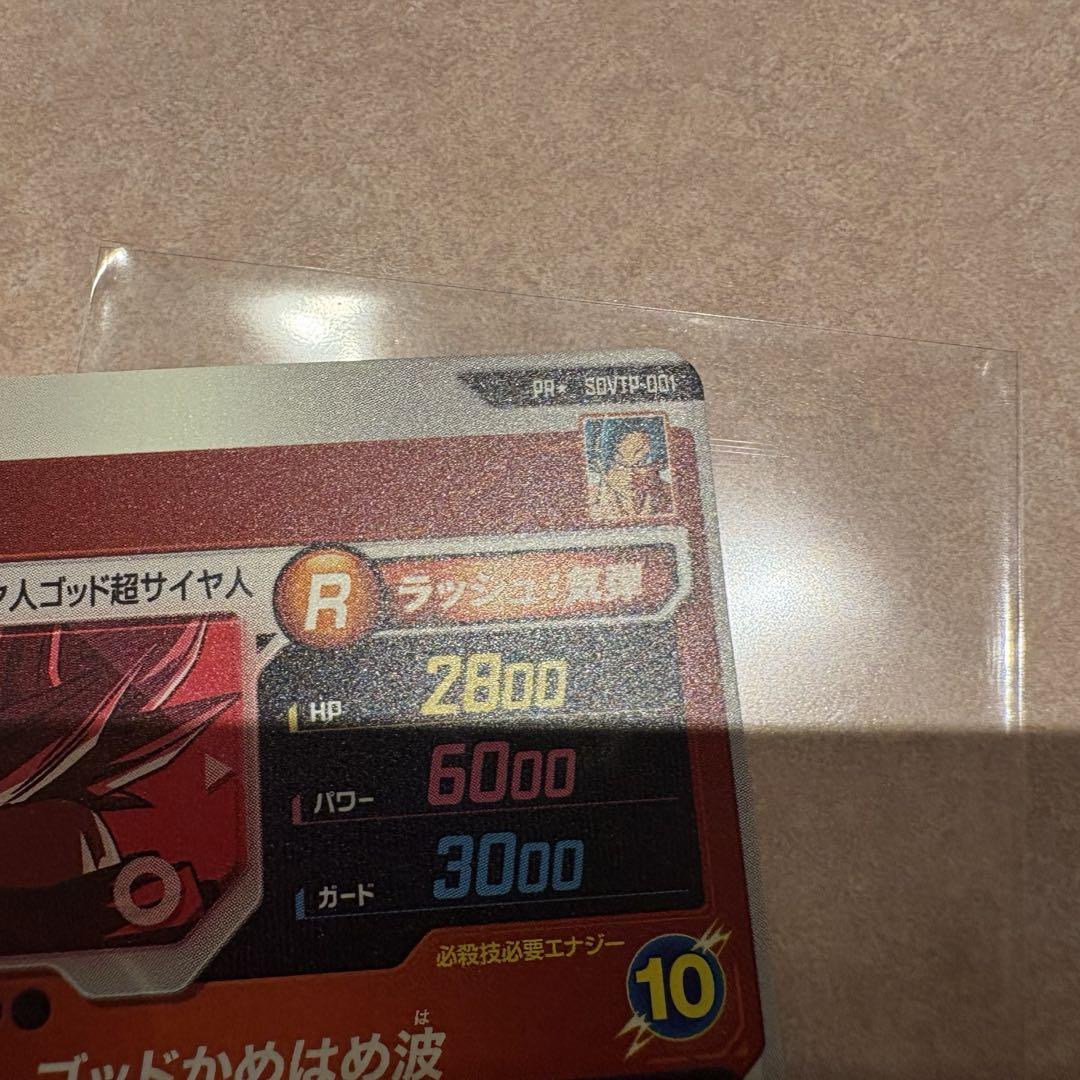 PR★ SDVTP-001
ヤ人ゴッド超サイヤ人
R ラッシュ:気弾
HP 2800
パワー 6000
ガード 3000
必殺技必要エナジー
10
は
ゴッドかめはめ波